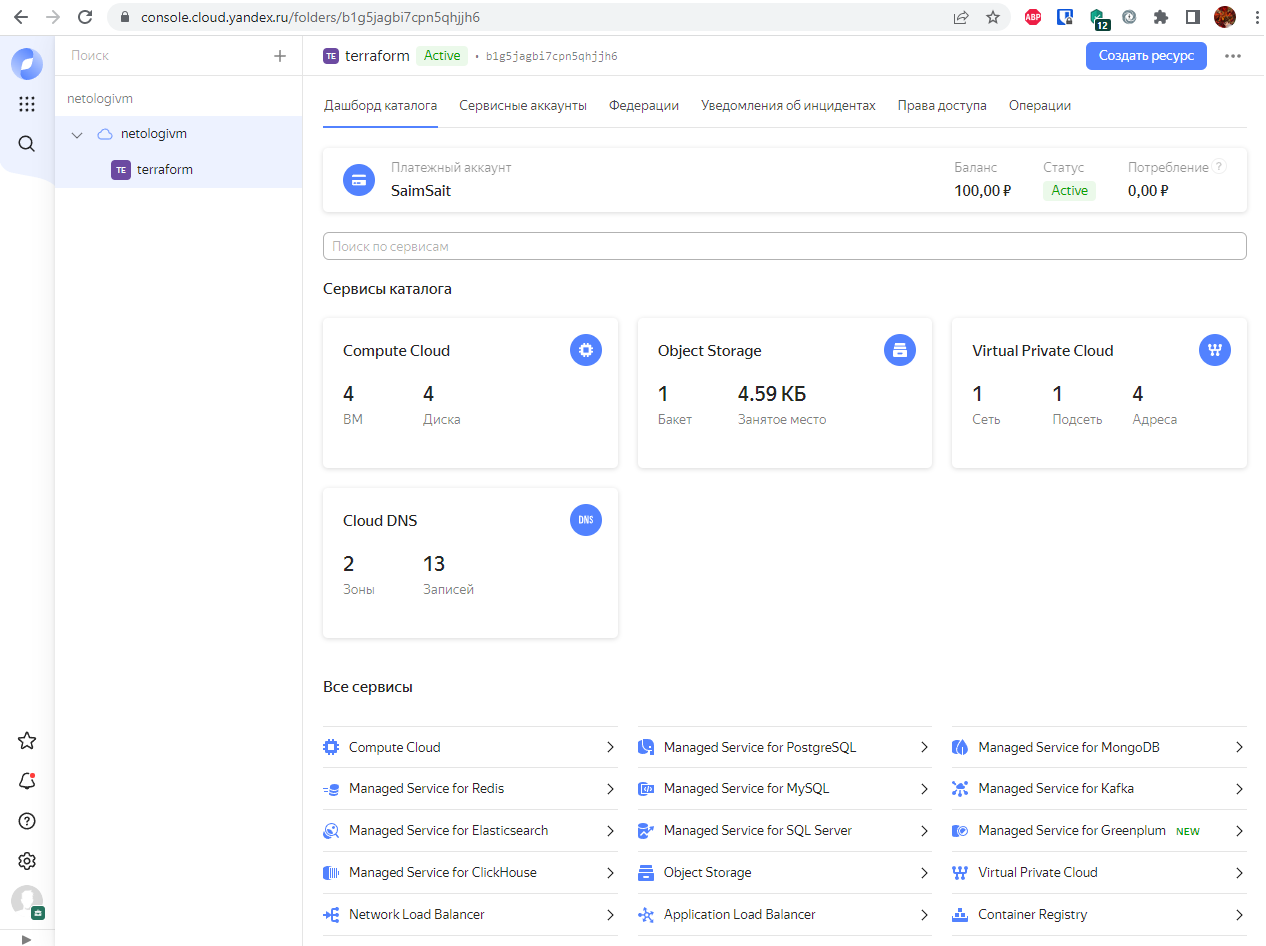 console.cloud.yandex.ru/folders/b1g5jagbi7cpn5qhjjh6
ABP
12
Поиск
netologivm
netologivm
TE terraform
TE terraform Active • b1g5jagbi7cpn5qhjjh6
Создать ресурс
Дашборд каталога Сервисные аккаунты Федерации Уведомления об инцидентах Права доступа Операции
Платежный аккаунт Баланс Статус Потребление ?
SaimSait 100,00 ₽ Active 0,00 ₽
Поиск по сервисам
Сервисы каталога
Compute Cloud
4 4
ВМ Диска
Object Storage
1 4.59 КБ
Бакет Занятое место
Virtual Private Cloud
1 1 4
Сеть Подсеть Адреса
Cloud DNS DNS
2 13
Зоны Записей
Все сервисы
Compute Cloud Managed Service for PostgreSQL Managed Service for MongoDB
Managed Service for Redis Managed Service for MySQL Managed Service for Kafka
Managed Service for Elasticsearch Managed Service for SQL Server Managed Service for Greenplum NEW
Managed Service for ClickHouse Object Storage Virtual Private Cloud
Network Load Balancer Application Load Balancer Container Registry